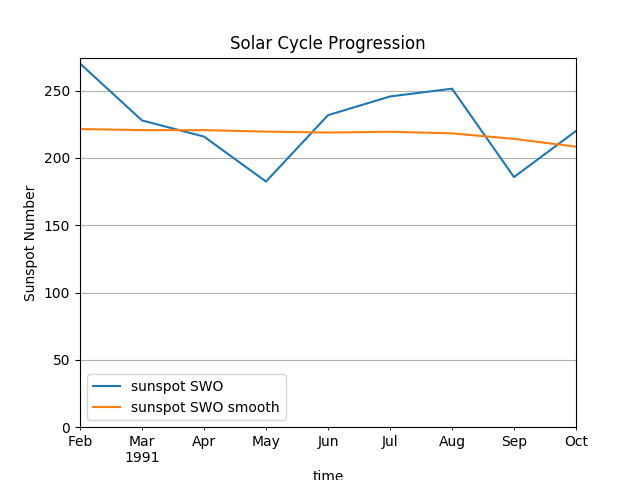 Solar Cycle Progression
Sunspot Number
250
200
150
100
50
0
sunspot SWO
sunspot SWO smooth
Feb Mar Apr May Jun Jul Aug Sep Oct
1991
time